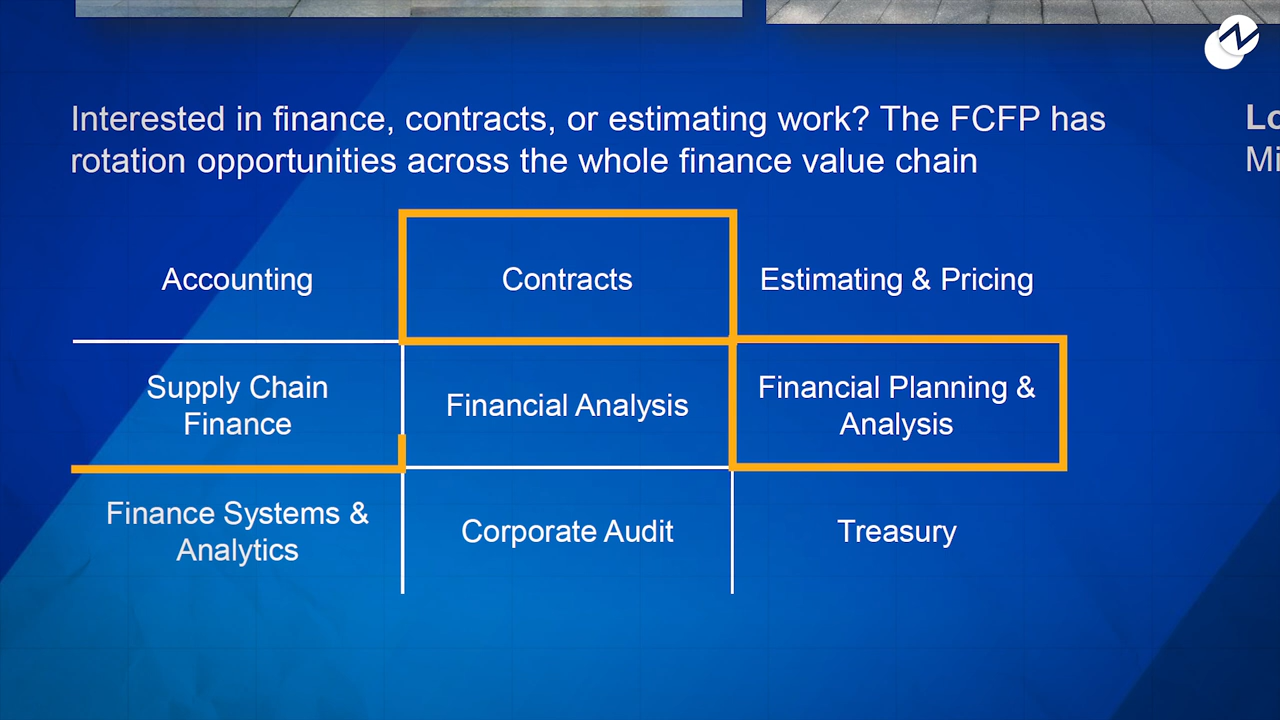 Interested in finance, contracts, or estimating work? The FCFP has
rotation opportunities across the whole finance value chain
Accounting
Contracts
Estimating & Pricing
Supply Chain
Finance
Financial Analysis
Financial Planning &
Analysis
Finance Systems &
Analytics
Corporate Audit
Treasury